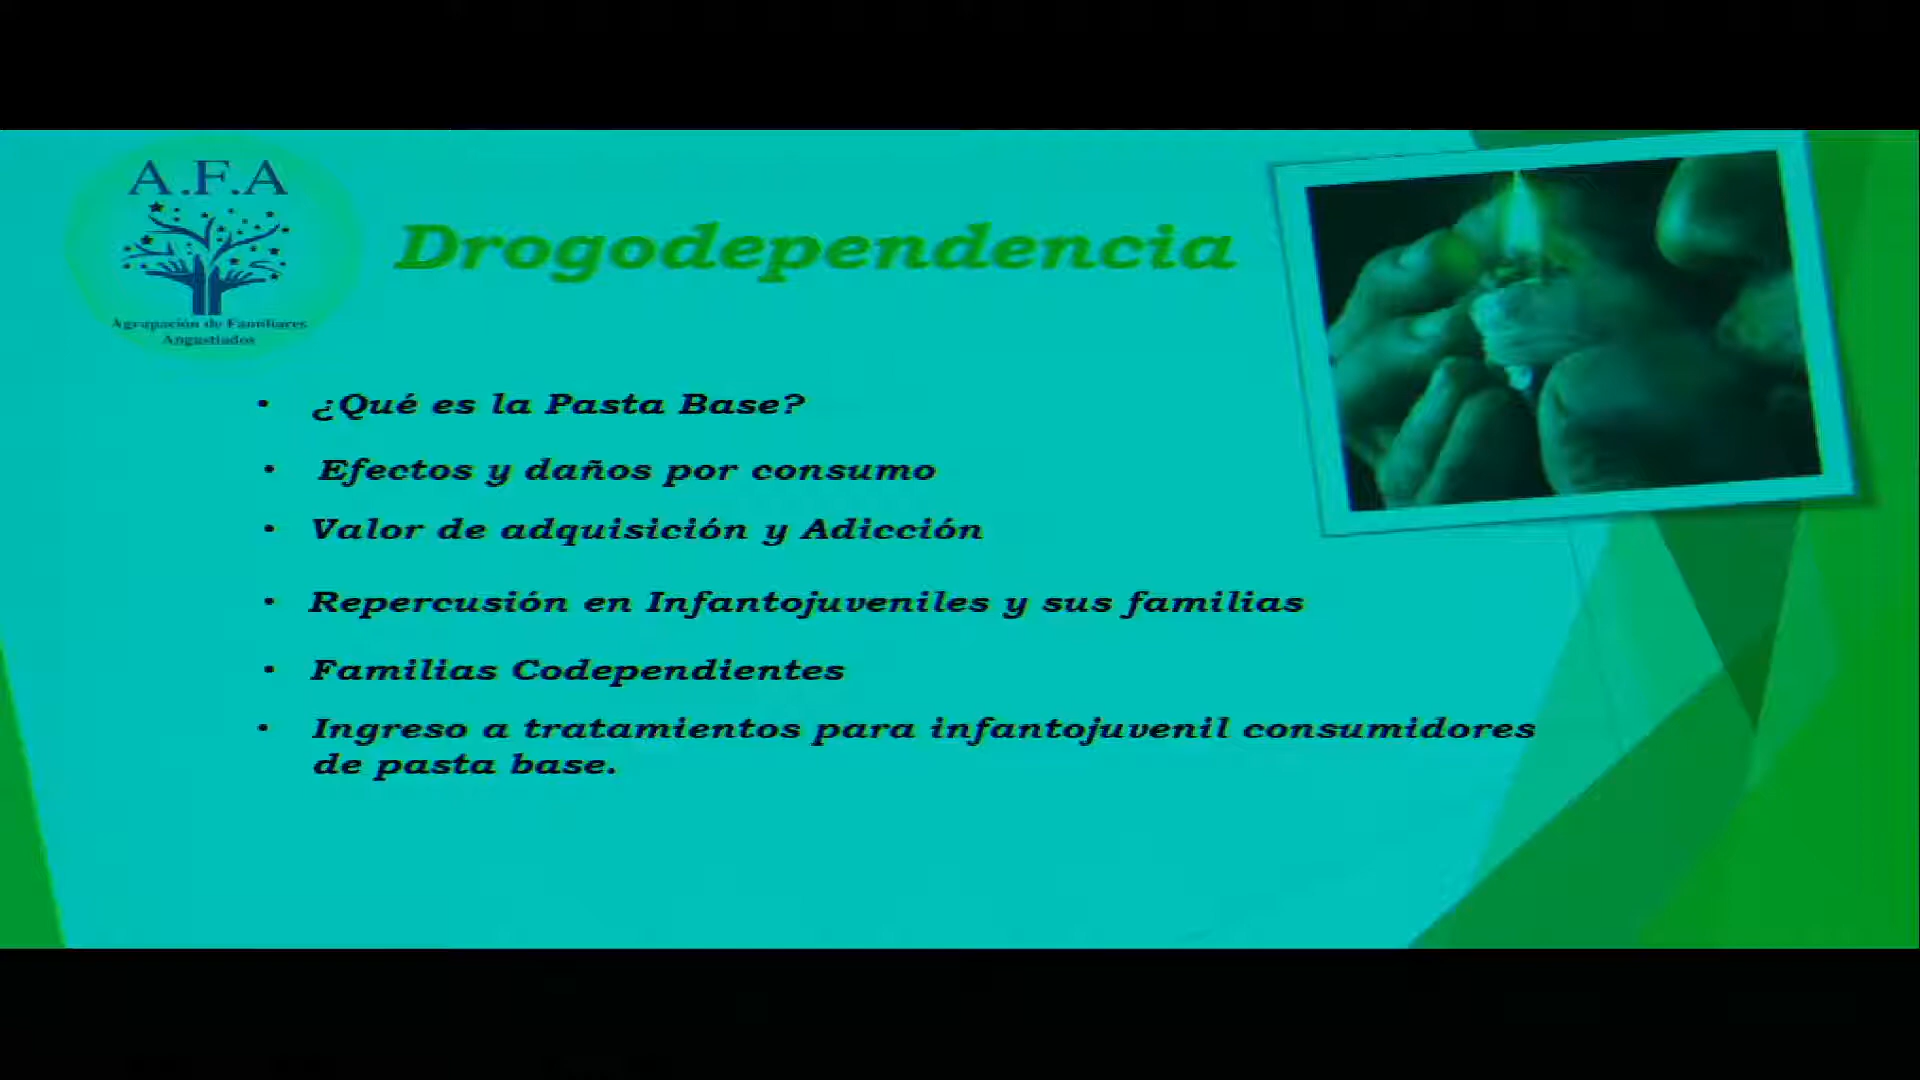 A.F.A
Agrupación de Familiares
Angustiados
Drogodependencia
• ¿Qué es la Pasta Base?
• Efectos y daños por consumo
• Valor de adquisición y Adicción
• Repercusión en Infantojuveniles y sus familias
• Familias Codependientes
• Ingreso a tratamientos para infantojuvenil consumidores
de pasta base.